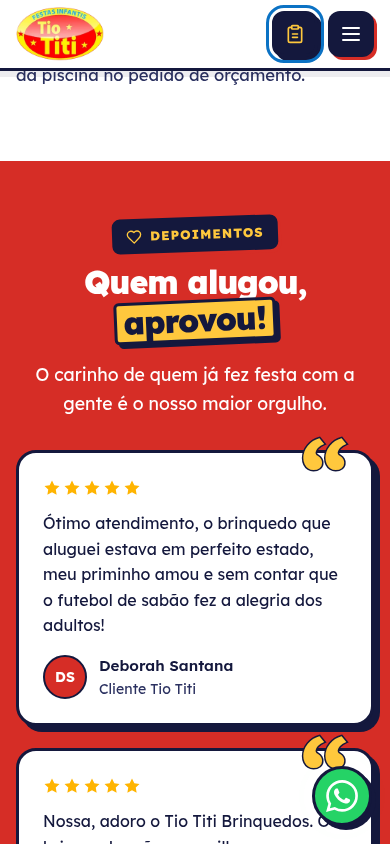 FESTAS INFANTIS
Tio
Titi
da piscina no pedido de orçamento.
DEPOIMENTOS
Quem alugou,
aprovou!
O carinho de quem já fez festa com a
gente é o nosso maior orgulho.
Ótimo atendimento, o brinquedo que
aluguei estava em perfeito estado,
meu priminho amou e sem contar que
o futebol de sabão fez a alegria dos
adultos!
DS
Deborah Santana
Cliente Tio Titi
Nossa, adoro o Tio Titi Brinquedos.